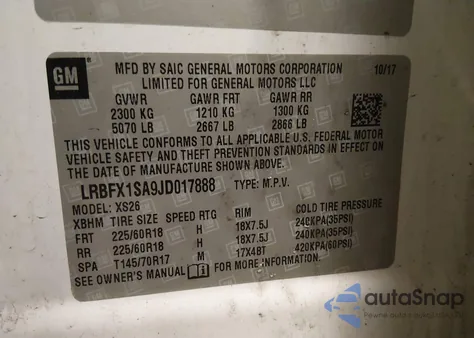 GM
MFD BY SAIC GENERAL MOTORS CORPORATION 10/17
LIMITED FOR GENERAL MOTORS LLC
GVWR GAWR FRT GAWR RR
2300 KG 1210 KG 1300 KG
5070 LB 2667 LB 2866 LB
THIS VEHICLE CONFORMS TO ALL APPLICABLE U.S. FEDERAL MOTOR
VEHICLE SAFETY AND THEFT PREVENTION STANDARDS IN EFFECT ON
THE DATE OF MANUFACTURE SHOWN ABOVE.
LRBFX1SA9JD017888 TYPE: M.P.V.
MODEL: XS26
XBHM TIRE SIZE SPEED RTG RIM COLD TIRE PRESSURE
FRT 225/60R18 H 18X7.5J 240KPA(35PSI)
RR 225/60R18 H 18X7.5J 240KPA(35PSI)
SPA T145/70R17 M 17X4BT 420KPA(60PSI)
SEE OWNER'S MANUAL FOR MORE INFORMATION.
autoSnap